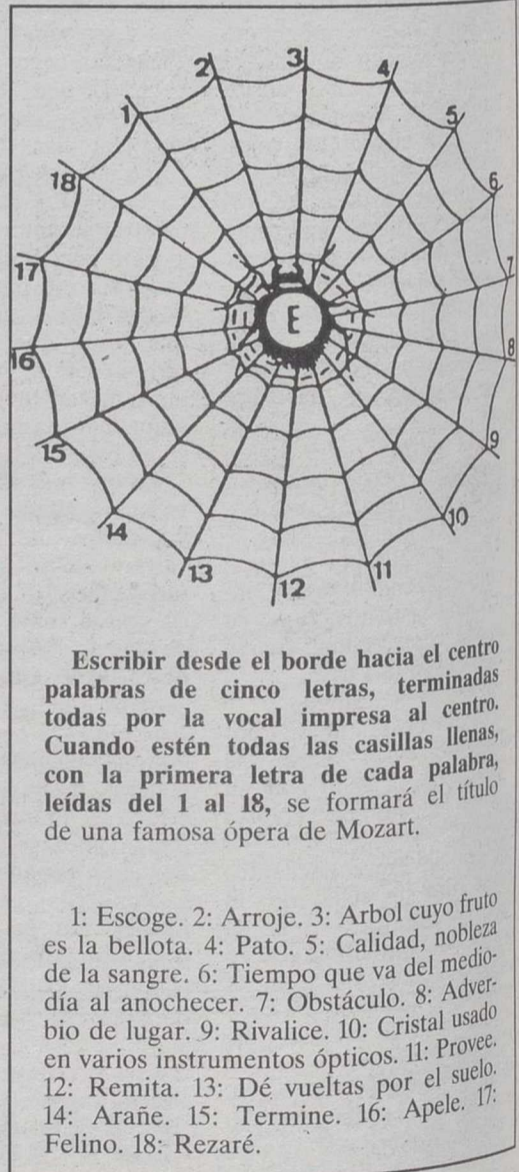 1
2
3
4
5
6
7
8
9
10
11
12
13
14
15
16
17
18
E
Escribir desde el borde hacia el centro
palabras de cinco letras, terminadas
todas por la vocal impresa al centro.
Cuando estén todas las casillas llenas,
con la primera letra de cada palabra,
leídas del 1 al 18, se formará el título
de una famosa ópera de Mozart.
1: Escoge. 2: Arroje. 3: Arbol cuyo fruto
es la bellota. 4: Pato. 5: Calidad, nobleza
de la sangre. 6: Tiempo que va del medio-
día al anochecer. 7: Obstáculo. 8: Adver-
bio de lugar. 9: Rivalice. 10: Cristal usado
en varios instrumentos ópticos. 11: Provee.
12: Remita. 13: Dé vueltas por el suelo.
14: Arañe. 15: Termine. 16: Apele. 17:
Felino. 18: Rezaré.